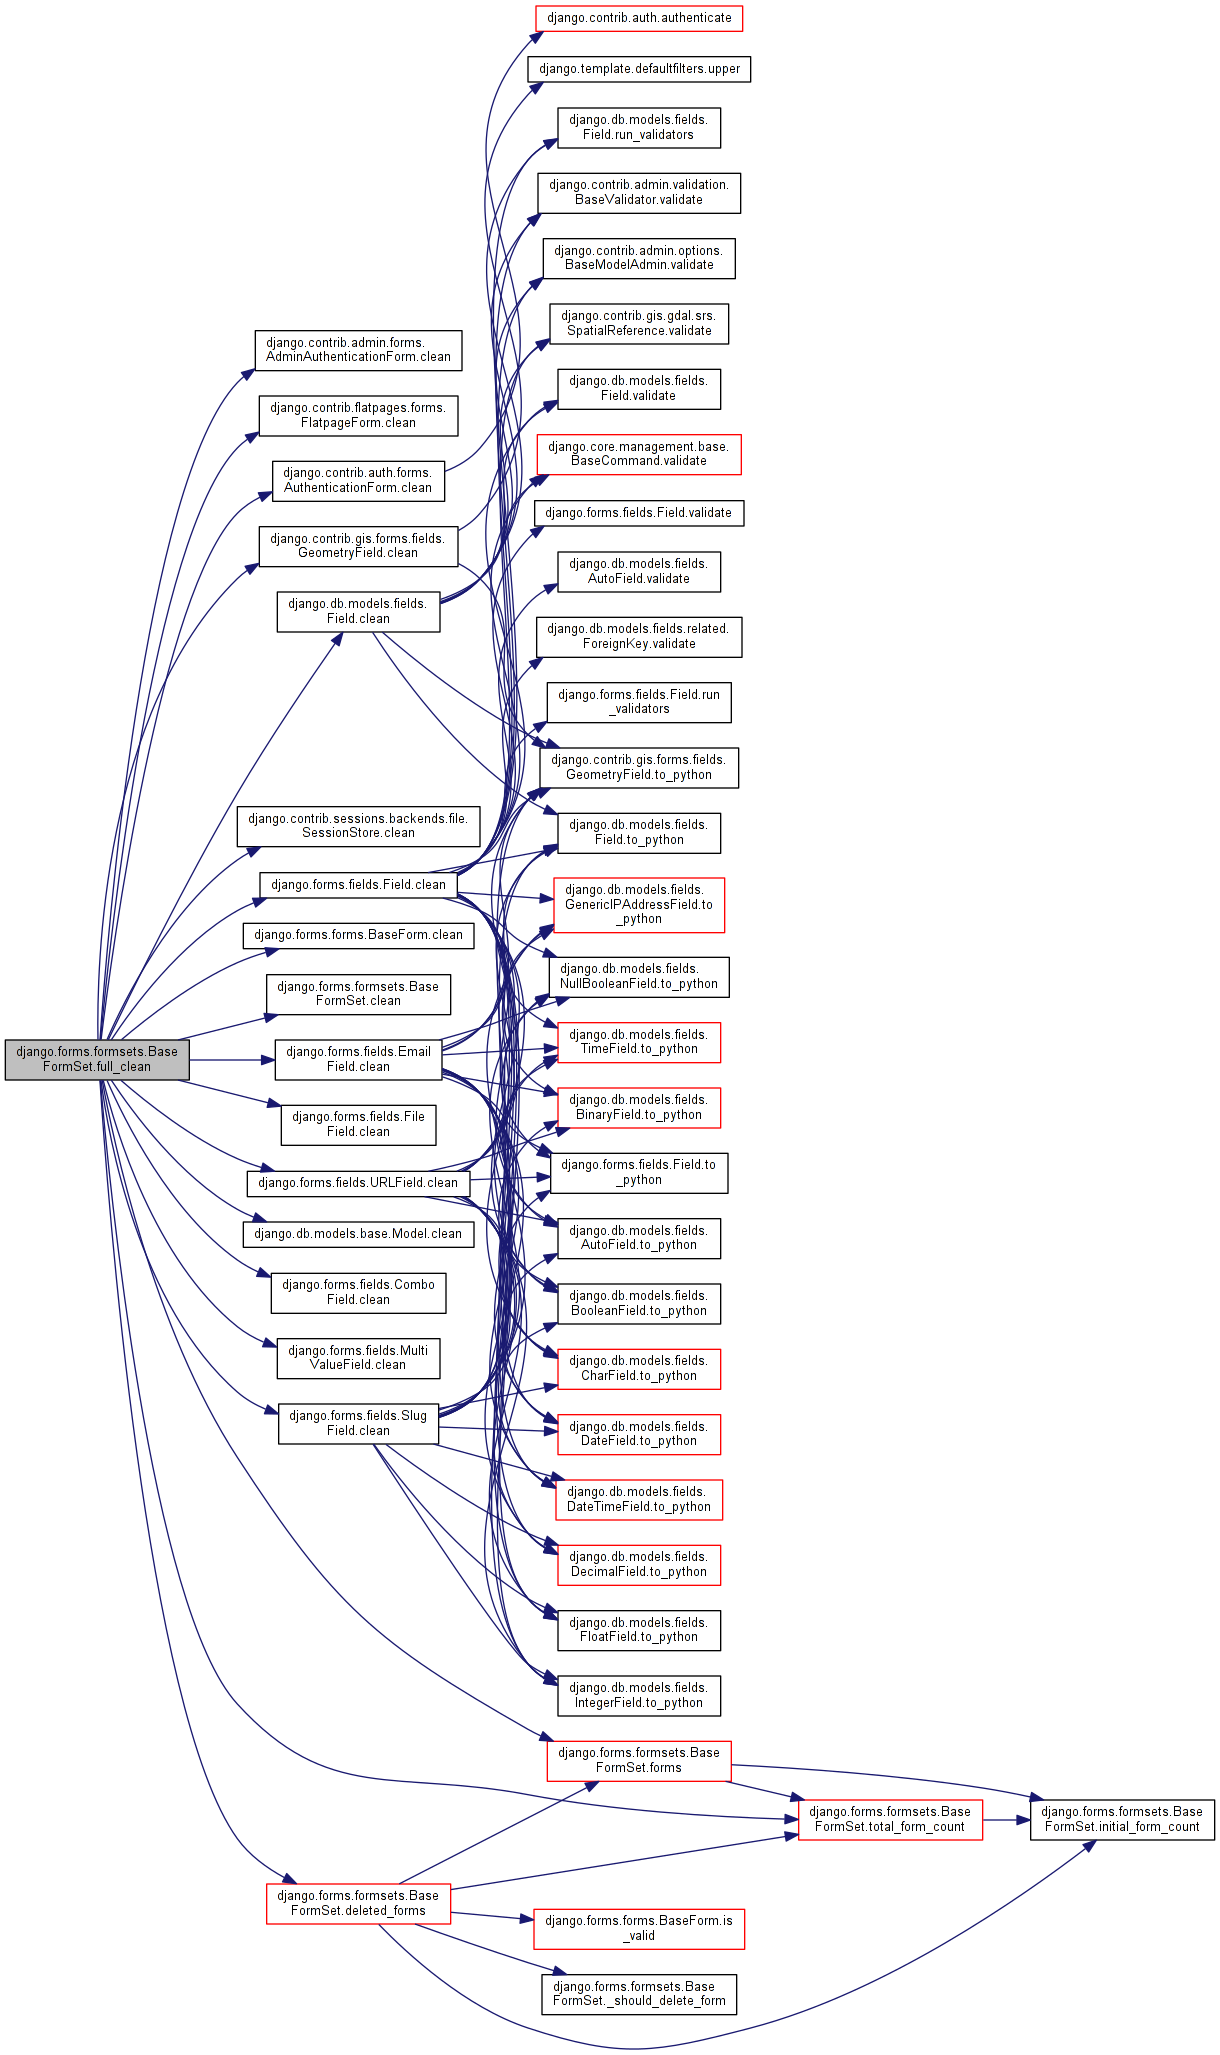 django.contrib.auth.authenticate
django.template.defaultfilters.upper
django.db.models.fields.
Field.run_validators
django.contrib.admin.validation.
BaseValidator.validate
django.contrib.admin.options.
BaseModelAdmin.validate
django.contrib.gis.gdal.srs.
SpatialReference.validate
django.contrib.admin.forms.
AdminAuthenticationForm.clean
django.db.models.fields.
Field.validate
django.contrib.flatpages.forms.
FlatpageForm.clean
django.core.management.base.
BaseCommand.validate
django.contrib.auth.forms.
AuthenticationForm.clean
django.forms.fields.Field.validate
django.contrib.gis.forms.fields.
GeometryField.clean
django.db.models.fields.
AutoField.validate
django.db.models.fields.
Field.clean
django.db.models.fields.related.
ForeignKey.validate
django.forms.fields.Field.run
_validators
django.contrib.gis.forms.fields.
GeometryField.to_python
django.contrib.sessions.backends.file.
SessionStore.clean
django.db.models.fields.
Field.to_python
django.forms.fields.Field.clean
django.db.models.fields.
GenericIPAddressField.to
_python
django.forms.forms.BaseForm.clean
django.db.models.fields.
NullBooleanField.to_python
django.forms.formsets.Base
FormSet.clean
django.forms.formsets.Base
FormSet.full_clean
django.forms.fields.Email
Field.clean
django.db.models.fields.
TimeField.to_python
django.db.models.fields.
BinaryField.to_python
django.forms.fields.File
Field.clean
django.forms.fields.Field.to
_python
django.forms.fields.URLField.clean
django.db.models.base.Model.clean
django.db.models.fields.
AutoField.to_python
django.forms.fields.Combo
Field.clean
django.db.models.fields.
BooleanField.to_python
django.forms.fields.Multi
ValueField.clean
django.db.models.fields.
CharField.to_python
django.forms.fields.Slug
Field.clean
django.db.models.fields.
DateField.to_python
django.db.models.fields.
DateTimeField.to_python
django.db.models.fields.
DecimalField.to_python
django.db.models.fields.
FloatField.to_python
django.db.models.fields.
IntegerField.to_python
django.forms.formsets.Base
FormSet.forms
django.forms.formsets.Base
FormSet.total_form_count
django.forms.formsets.Base
FormSet.initial_form_count
django.forms.formsets.Base
FormSet.deleted_forms
django.forms.forms.BaseForm.is
_valid
django.forms.formsets.Base
FormSet._should_delete_form